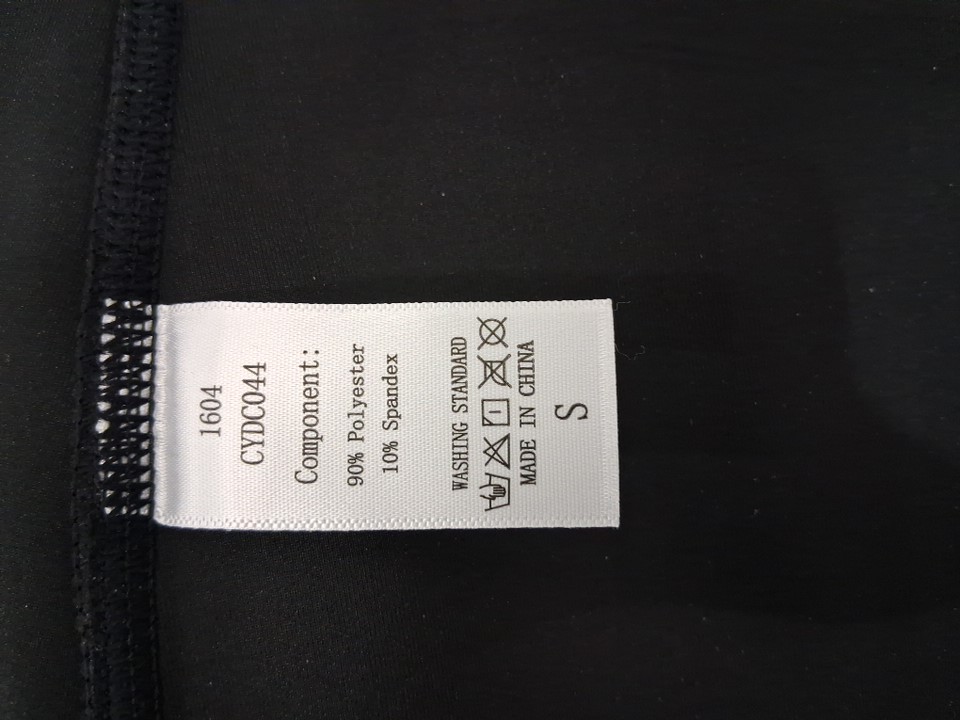 1604
CYDC044
Component:
90% Polyester
10% Spandex
WASHING STANDARD
MADE IN CHINA
S